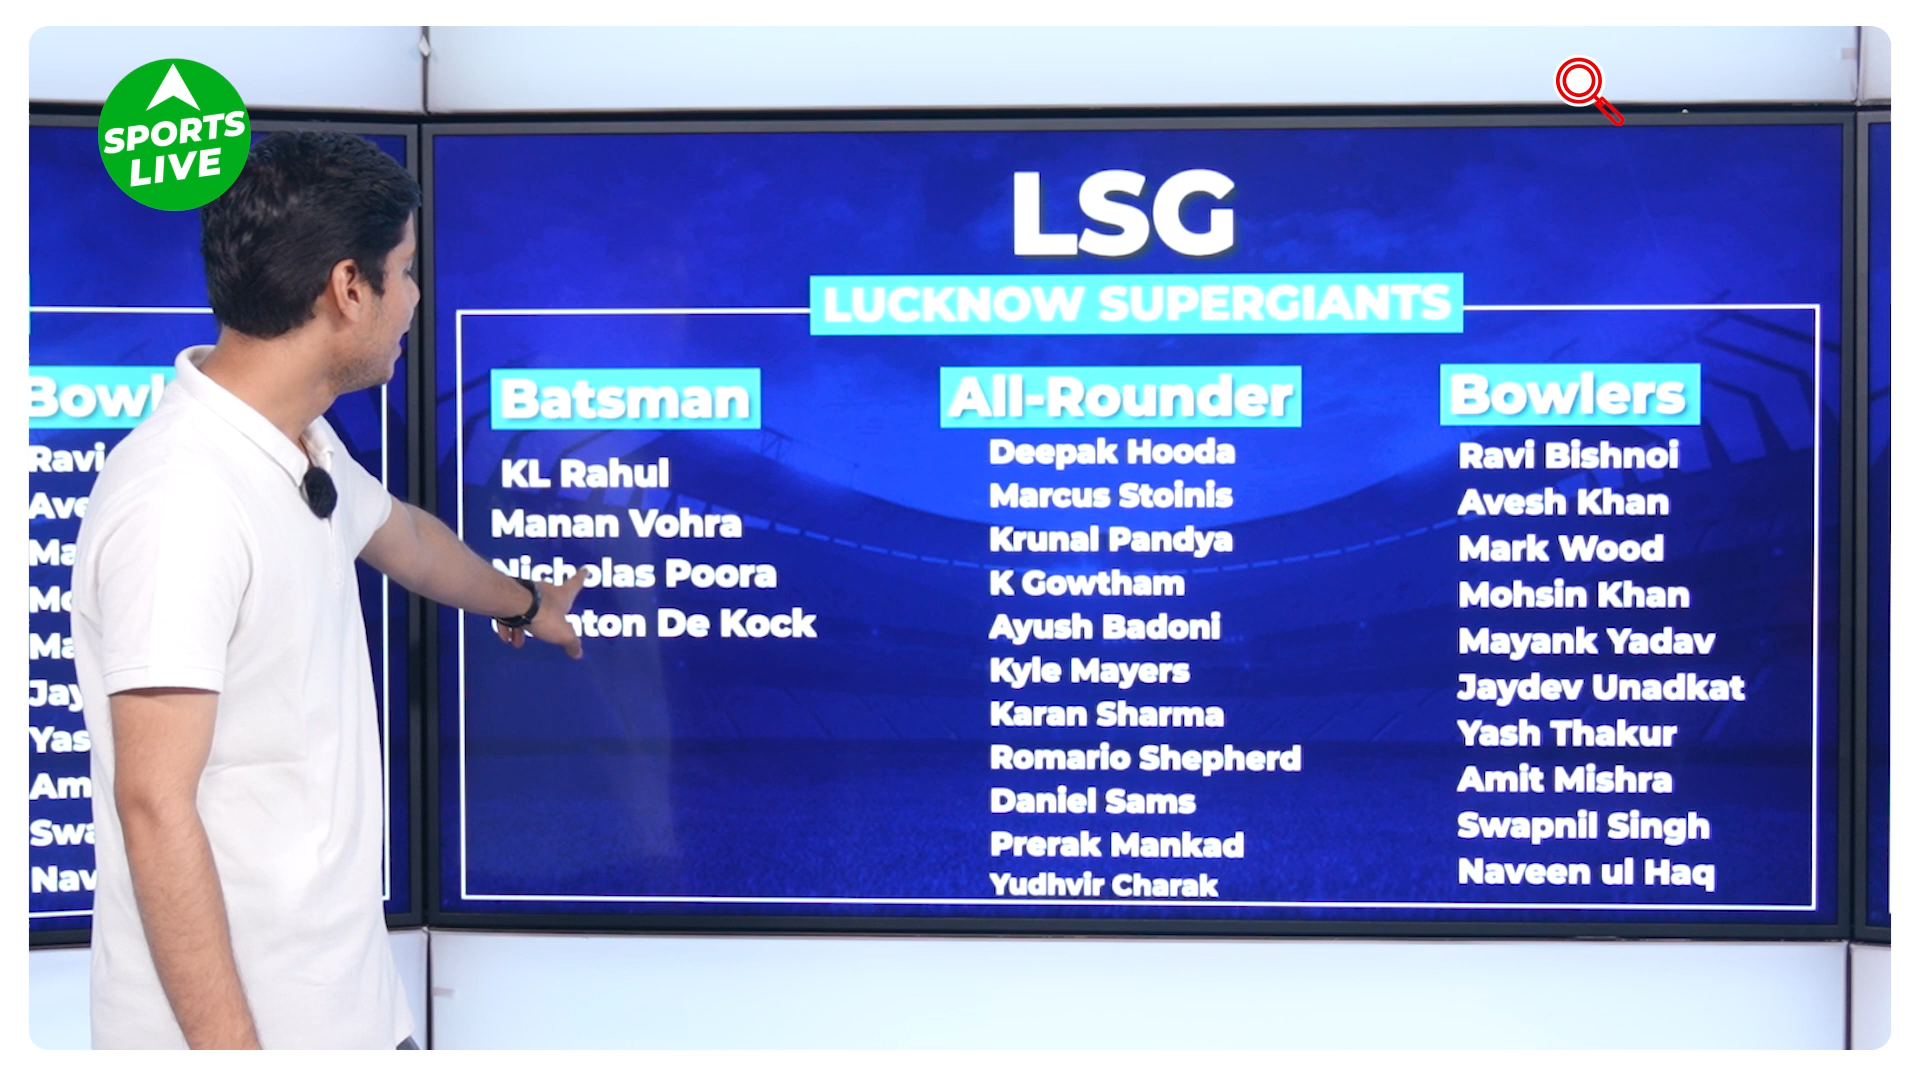 SPORTS
LIVE
LSG
LUCKNOW SUPERGIANTS
Batsman
KL Rahul
Manan Vohra
Nicholas Poora
De Kock
All-Rounder
Deepak Hooda
Marcus Stoinis
Krunal Pandya
K Gowtham
Ayush Badoni
Kyle Mayers
Karan Sharma
Romario Shepherd
Daniel Sams
Prerak Mankad
Yudhvir Charak
Bowlers
Ravi Bishnoi
Avesh Khan
Mark Wood
Mohsin Khan
Mayank Yadav
Jaydev Unadkat
Yash Thakur
Amit Mishra
Swapnil Singh
Naveen ul Haq